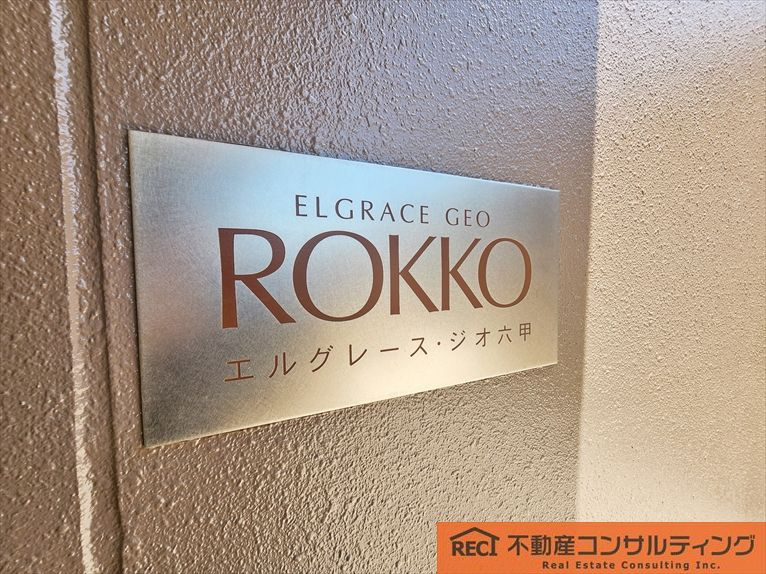 ELGRACE GEO
ROKKO
エルグレース・ジオ六甲
RECI 不動産コンサルティング
Real Estate Consulting Inc.